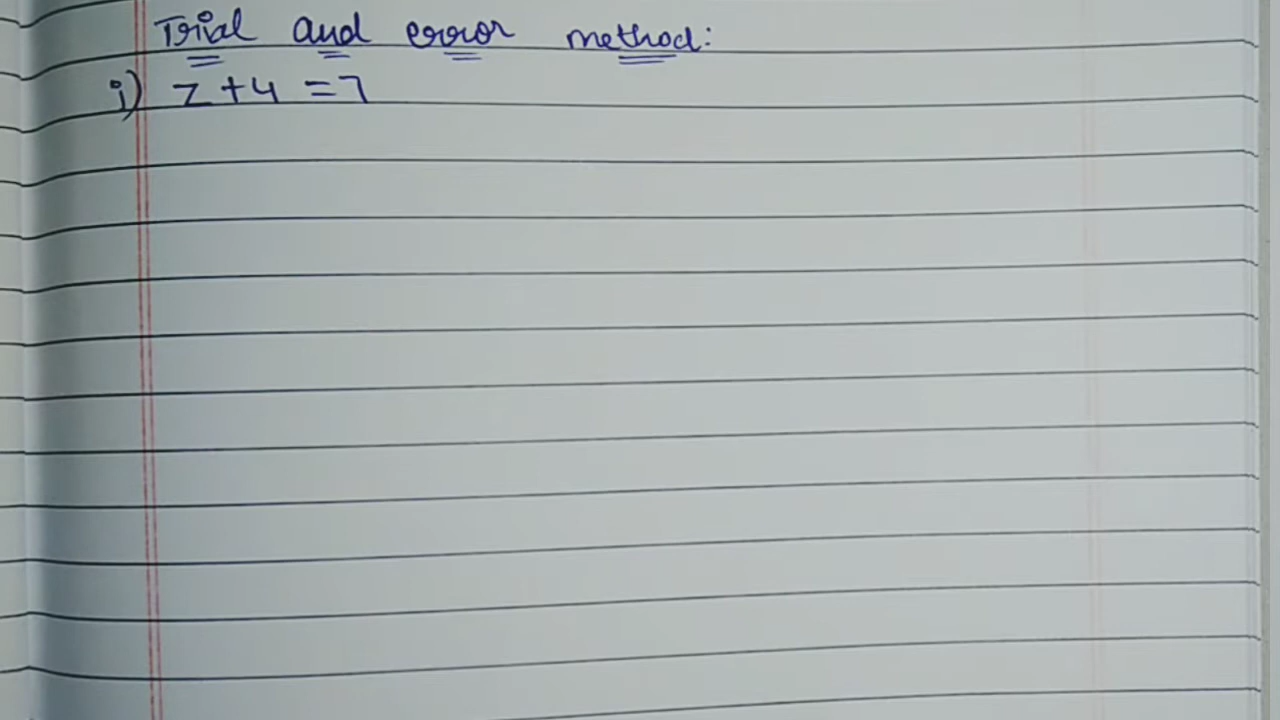 Trial and error method:
i) z + 4 = 7